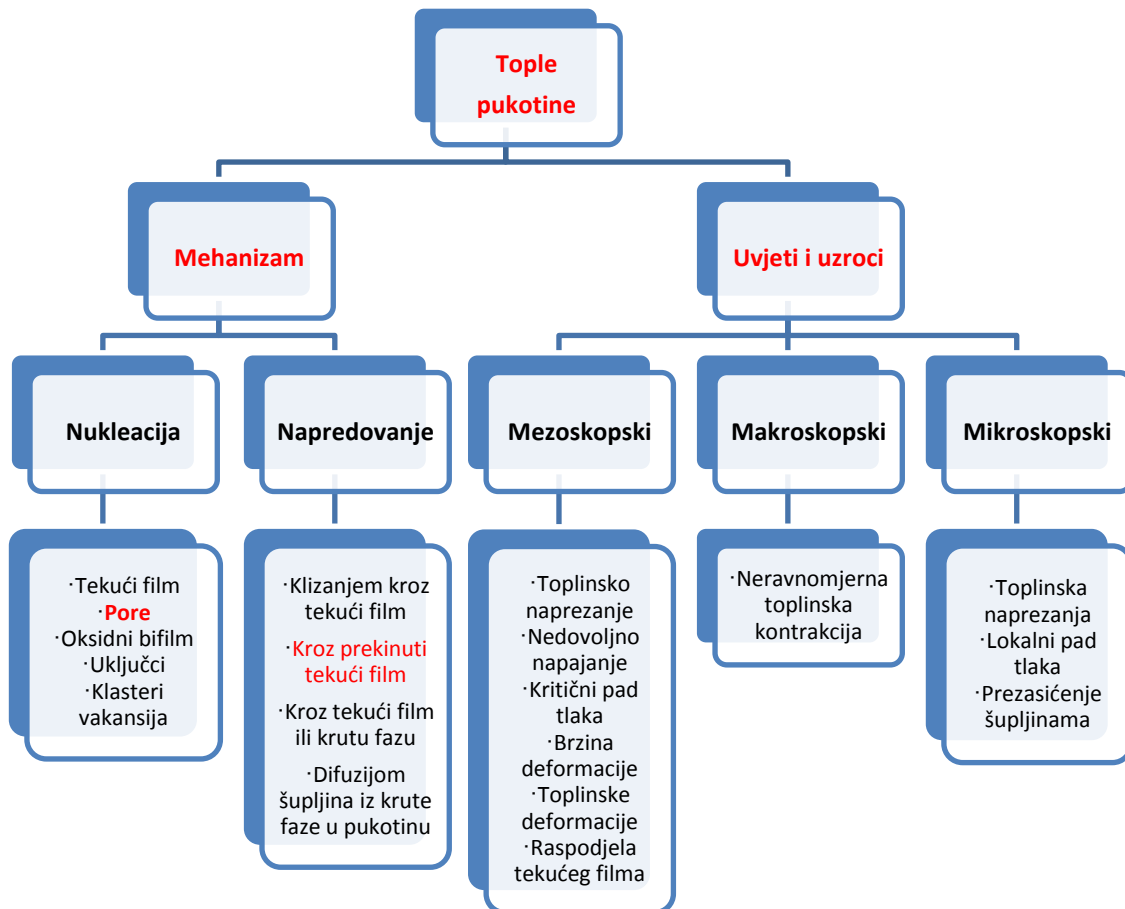 Tople
pukotine
Mehanizam
Uvjeti i uzroci
Nukleacija
Napredovanje
Mezoskopski
Makroskopski
Mikroskopski
·Tekući film
·Pore
·Oksidni bifilm
·Uključci
·Klasteri
vakansija
·Klizanjem kroz
tekući film
·Kroz prekinuti
tekući film
·Kroz tekući film
ili krutu fazu
·Difuzijom
šupljina iz krute
faze u pukotinu
·Toplinsko
naprezanje
·Nedovoljno
napajanje
·Kritični pad
tlaka
·Brzina
deformacije
·Toplinske
deformacije
·Raspodjela
tekućeg filma
·Neravnomjerna
toplinska
kontrakcija
·Toplinska
naprezanja
·Lokalni pad
tlaka
·Prezasićenje
šupljinama